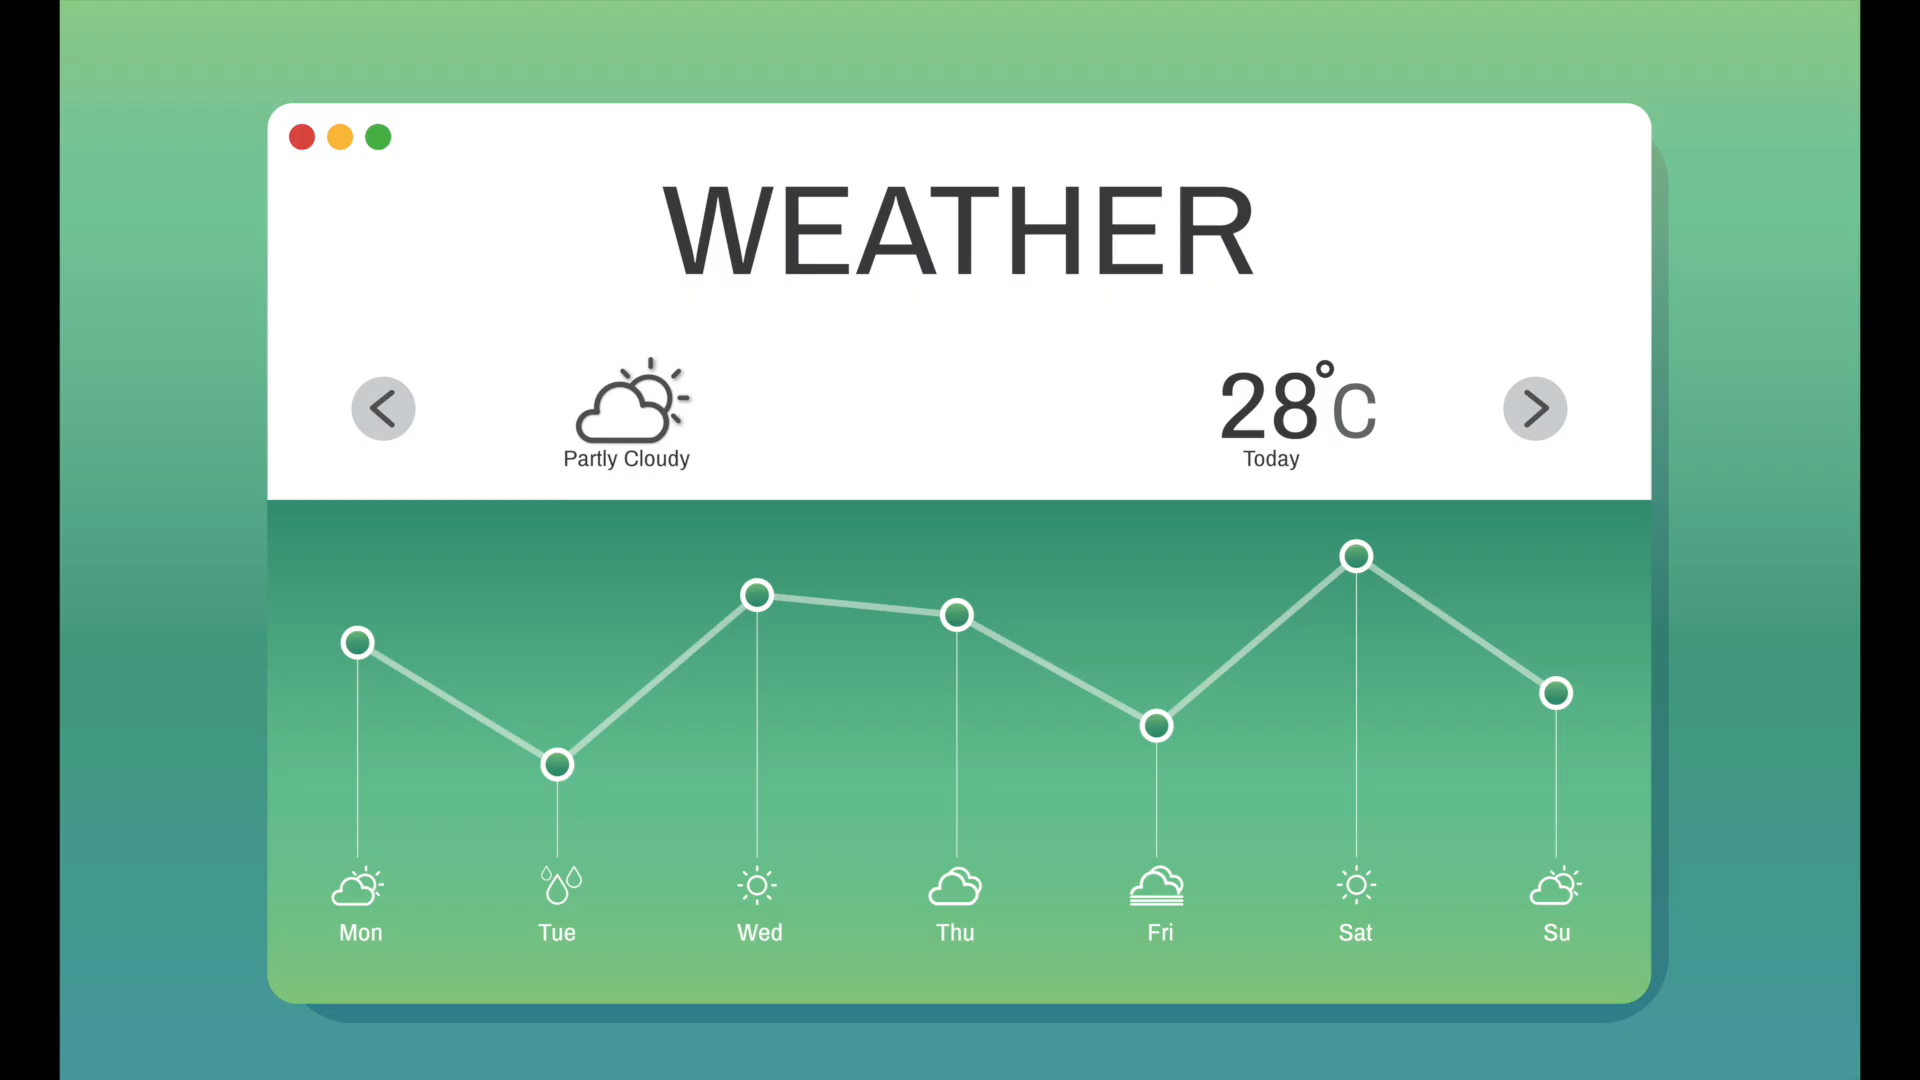 WEATHER
28°C
Partly Cloudy
Today
Mon
Tue
Wed
Thu
Fri
Sat
Su